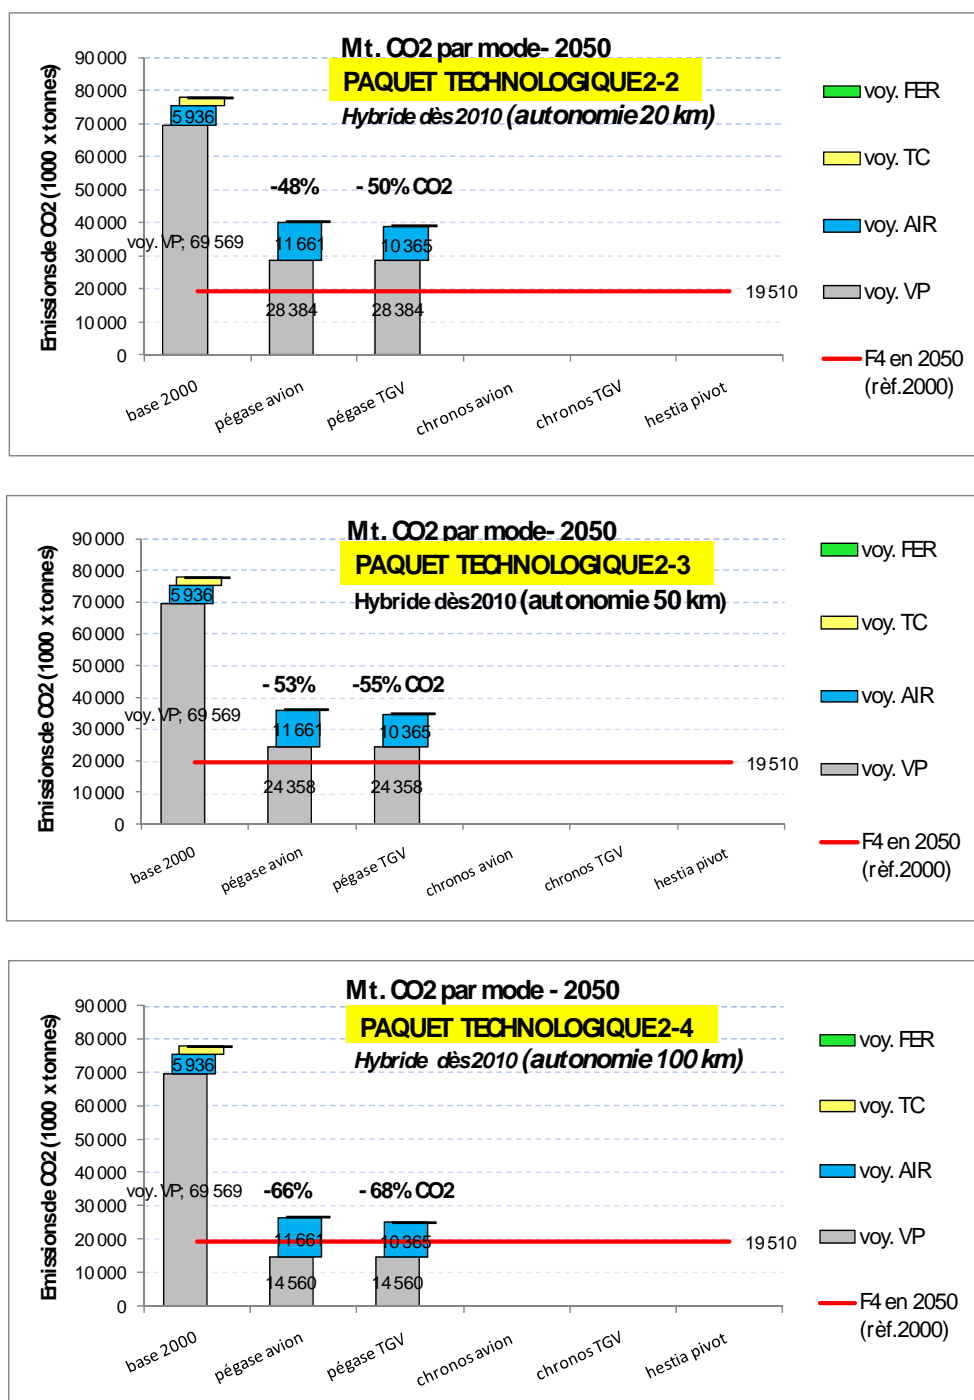 Mt. CO2 par mode- 2050
PAQUET TECHNOLOGIQUE 2-2
Hybride dès 2010 (autonomie 20 km)
Emissions de CO2 (1000 x tonnes)
90 000
80 000
70 000
60 000
50 000
40 000
30 000
20 000
10 000
0
5 936
voy. VP; 69 569
-48%
- 50% CO2
11 661
10 365
28 384
28 384
19 510
base 2000
pégase avion
pégase TGV
chronos avion
chronos TGV
hestia pivot
voy. FER
voy. TC
voy. AIR
voy. VP
F4 en 2050
(rèf.2000)
Mt. CO2 par mode- 2050
PAQUET TECHNOLOGIQUE 2-3
Hybride dès 2010 (autonomie 50 km)
Emissions de CO2 (1000 x tonnes)
90 000
80 000
70 000
60 000
50 000
40 000
30 000
20 000
10 000
0
5 936
voy. VP; 69 569
- 53%
-55% CO2
11 661
10 365
24 358
24 358
19 510
base 2000
pégase avion
pégase TGV
chronos avion
chronos TGV
hestia pivot
voy. FER
voy. TC
voy. AIR
voy. VP
F4 en 2050
(rèf.2000)
Mt. CO2 par mode - 2050
PAQUET TECHNOLOGIQUE 2-4
Hybride dès 2010 (autonomie 100 km)
Emissions de CO2 (1000 x tonnes)
90 000
80 000
70 000
60 000
50 000
40 000
30 000
20 000
10 000
0
5 936
voy. VP; 69 569
-66%
- 68% CO2
11 661
10 365
14 560
14 560
19 510
base 2000
pégase avion
pégase TGV
chronos avion
chronos TGV
hestia pivot
voy. FER
voy. TC
voy. AIR
voy. VP
F4 en 2050
(rèf.2000)